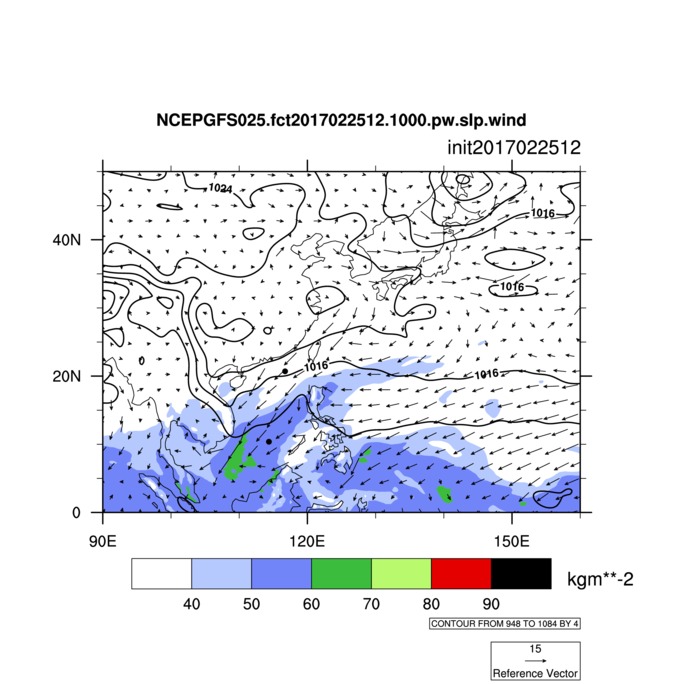 NCEPGFS025.fct2017022512.1000.pw.slp.wind
init2017022512
1024
1016
40N
1016
1016
1016
20N
0
90E 120E 150E
kgm**-2
40 50 60 70 80 90
CONTOUR FROM 948 TO 1084 BY 4
15
Reference Vector